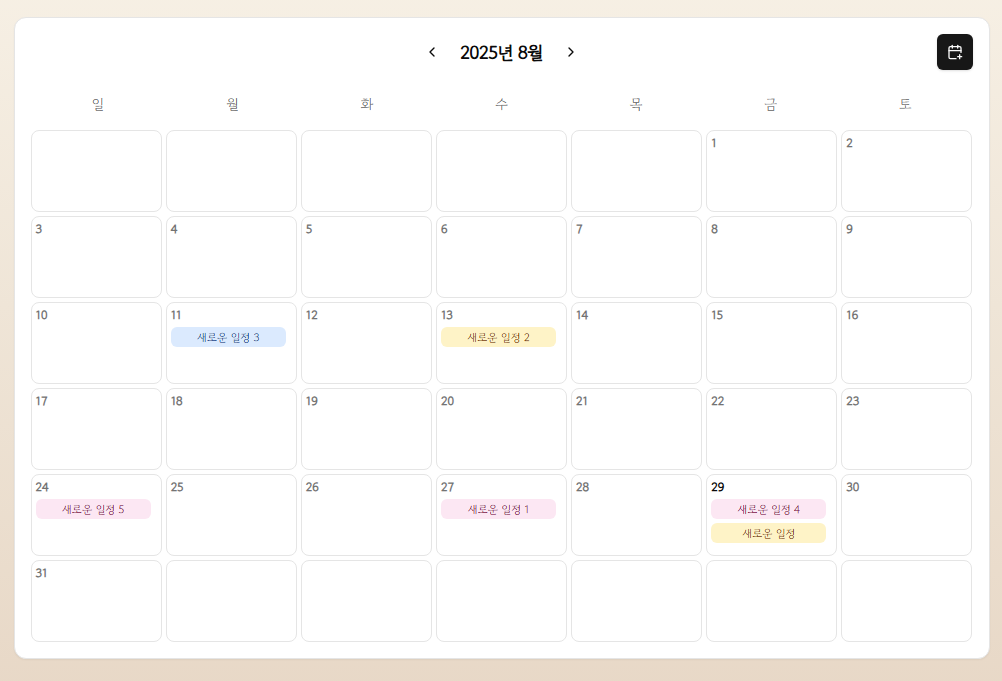 2025년 8월
일 월 화 수 목 금 토
1 2
3 4 5 6 7 8 9
10 11 12 13 14 15 16
새로운 일정 3 새로운 일정 2
17 18 19 20 21 22 23
24 25 26 27 28 29 30
새로운 일정 5 새로운 일정 1 새로운 일정 4
새로운 일정
31